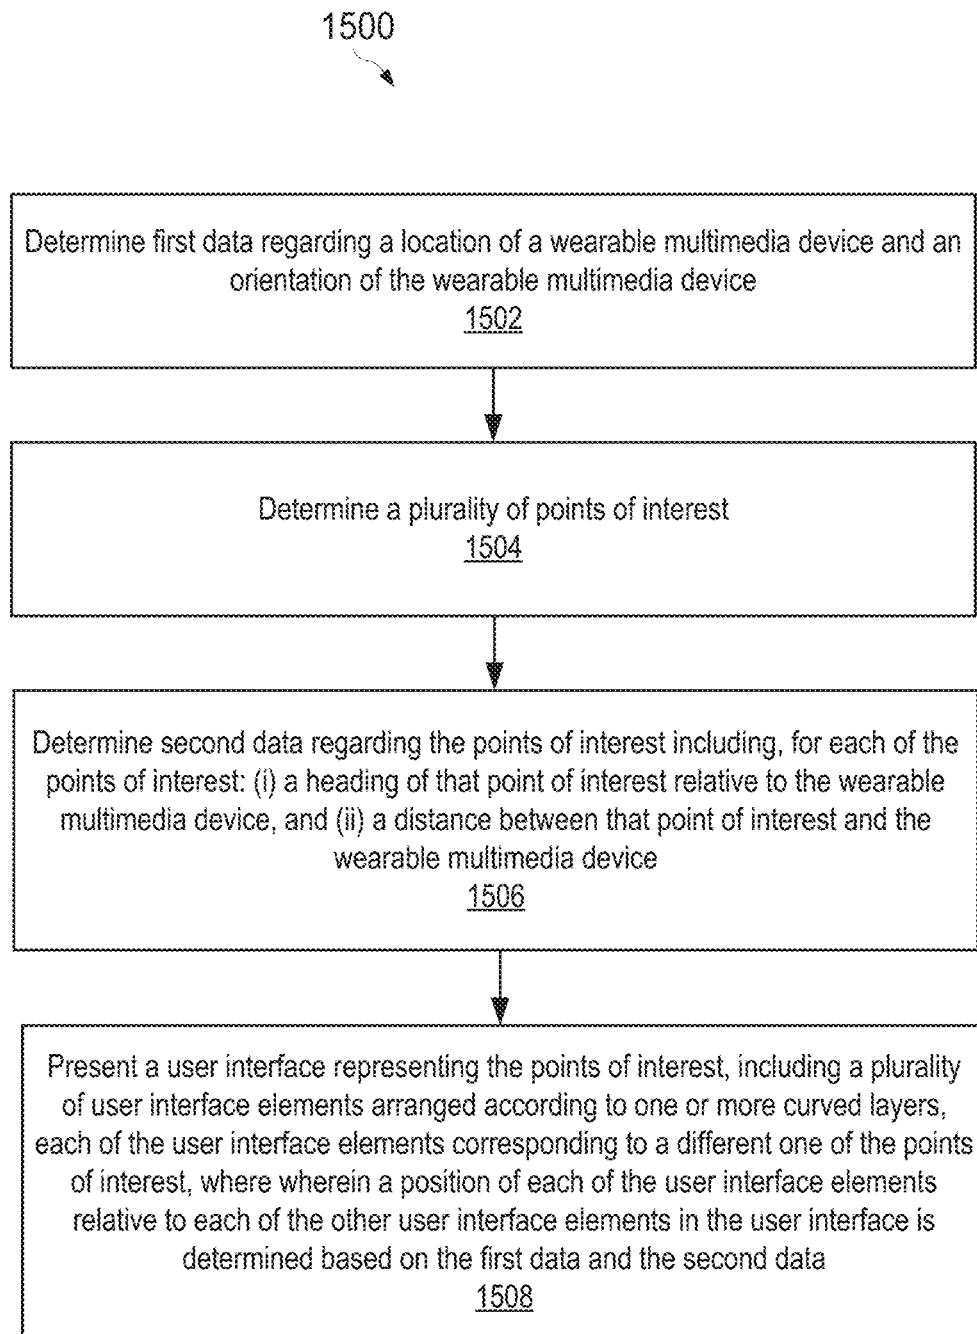 1500
Determine first data regarding a location of a wearable multimedia device and an
orientation of the wearable multimedia device
1502
Determine a plurality of points of interest
1504
Determine second data regarding the points of interest including, for each of the
points of interest: (i) a heading of that point of interest relative to the wearable
multimedia device, and (ii) a distance between that point of interest and the
wearable multimedia device
1506
Present a user interface representing the points of interest, including a plurality
of user interface elements arranged according to one or more curved layers,
each of the user interface elements corresponding to a different one of the points
of interest, where wherein a position of each of the user interface elements
relative to each of the other user interface elements in the user interface is
determined based on the first data and the second data
1508